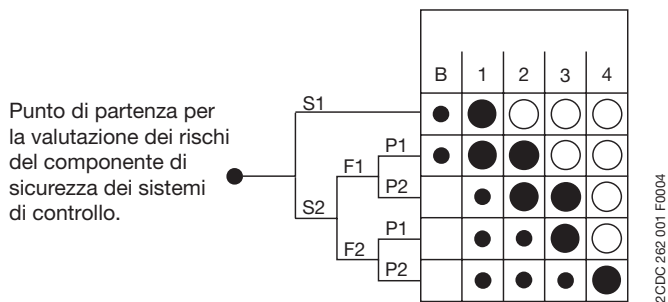 B 1 2 3 4
Punto di partenza per
la valutazione dei rischi
del componente di
sicurezza dei sistemi
di controllo.
S1
S2
F1
F2
P1
P2
P1
P2
2CDC 262 001 F0004